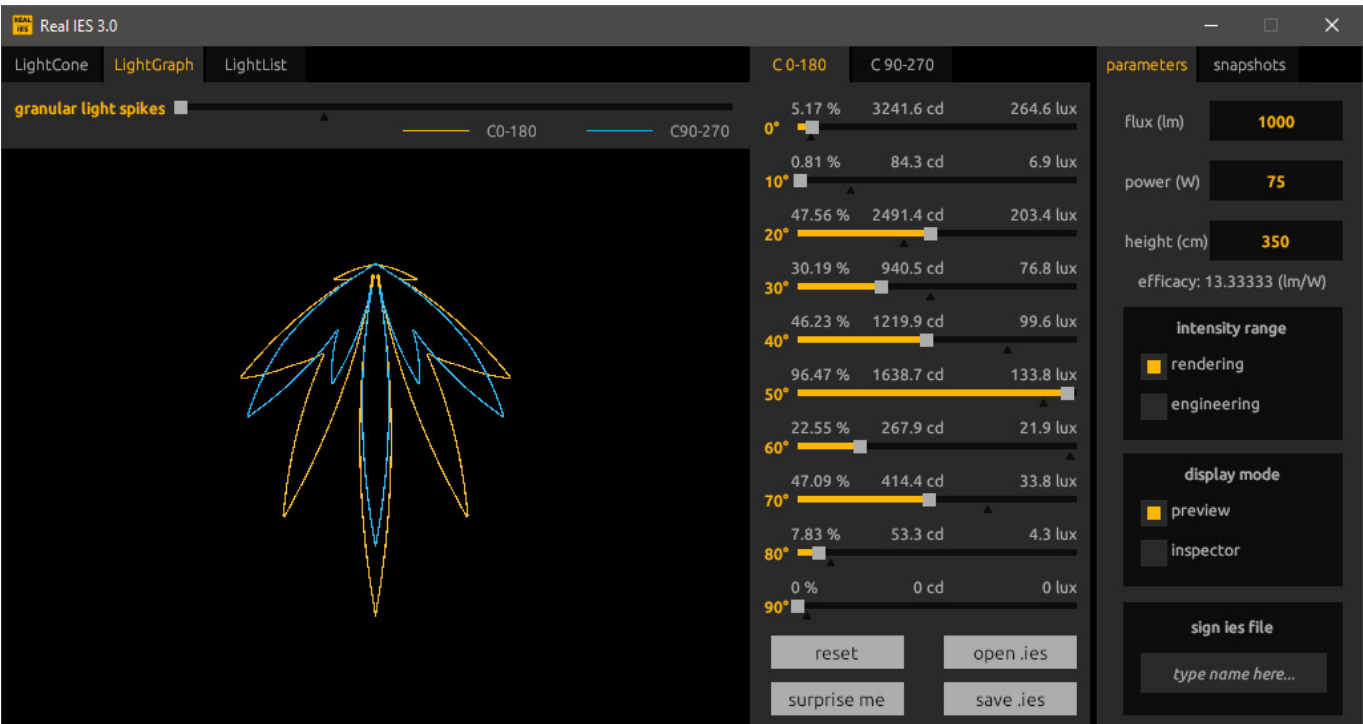 REAL IES Real IES 3.0
LightCone LightGraph LightList
granular light spikes
C0-180 C90-270
C 0-180 C 90-270
5.17 % 3241.6 cd 264.6 lux
0°
0.81 % 84.3 cd 6.9 lux
10°
47.56 % 2491.4 cd 203.4 lux
20°
30.19 % 940.5 cd 76.8 lux
30°
46.23 % 1219.9 cd 99.6 lux
40°
96.47 % 1638.7 cd 133.8 lux
50°
22.55 % 267.9 cd 21.9 lux
60°
47.09 % 414.4 cd 33.8 lux
70°
7.83 % 53.3 cd 4.3 lux
80°
0 % 0 cd 0 lux
90°
reset open .ies
surprise me save .ies
parameters snapshots
flux (lm) 1000
power (W) 75
height (cm) 350
efficacy: 13.33333 (lm/W)
intensity range
rendering
engineering
display mode
preview
inspector
sign ies file
type name here...